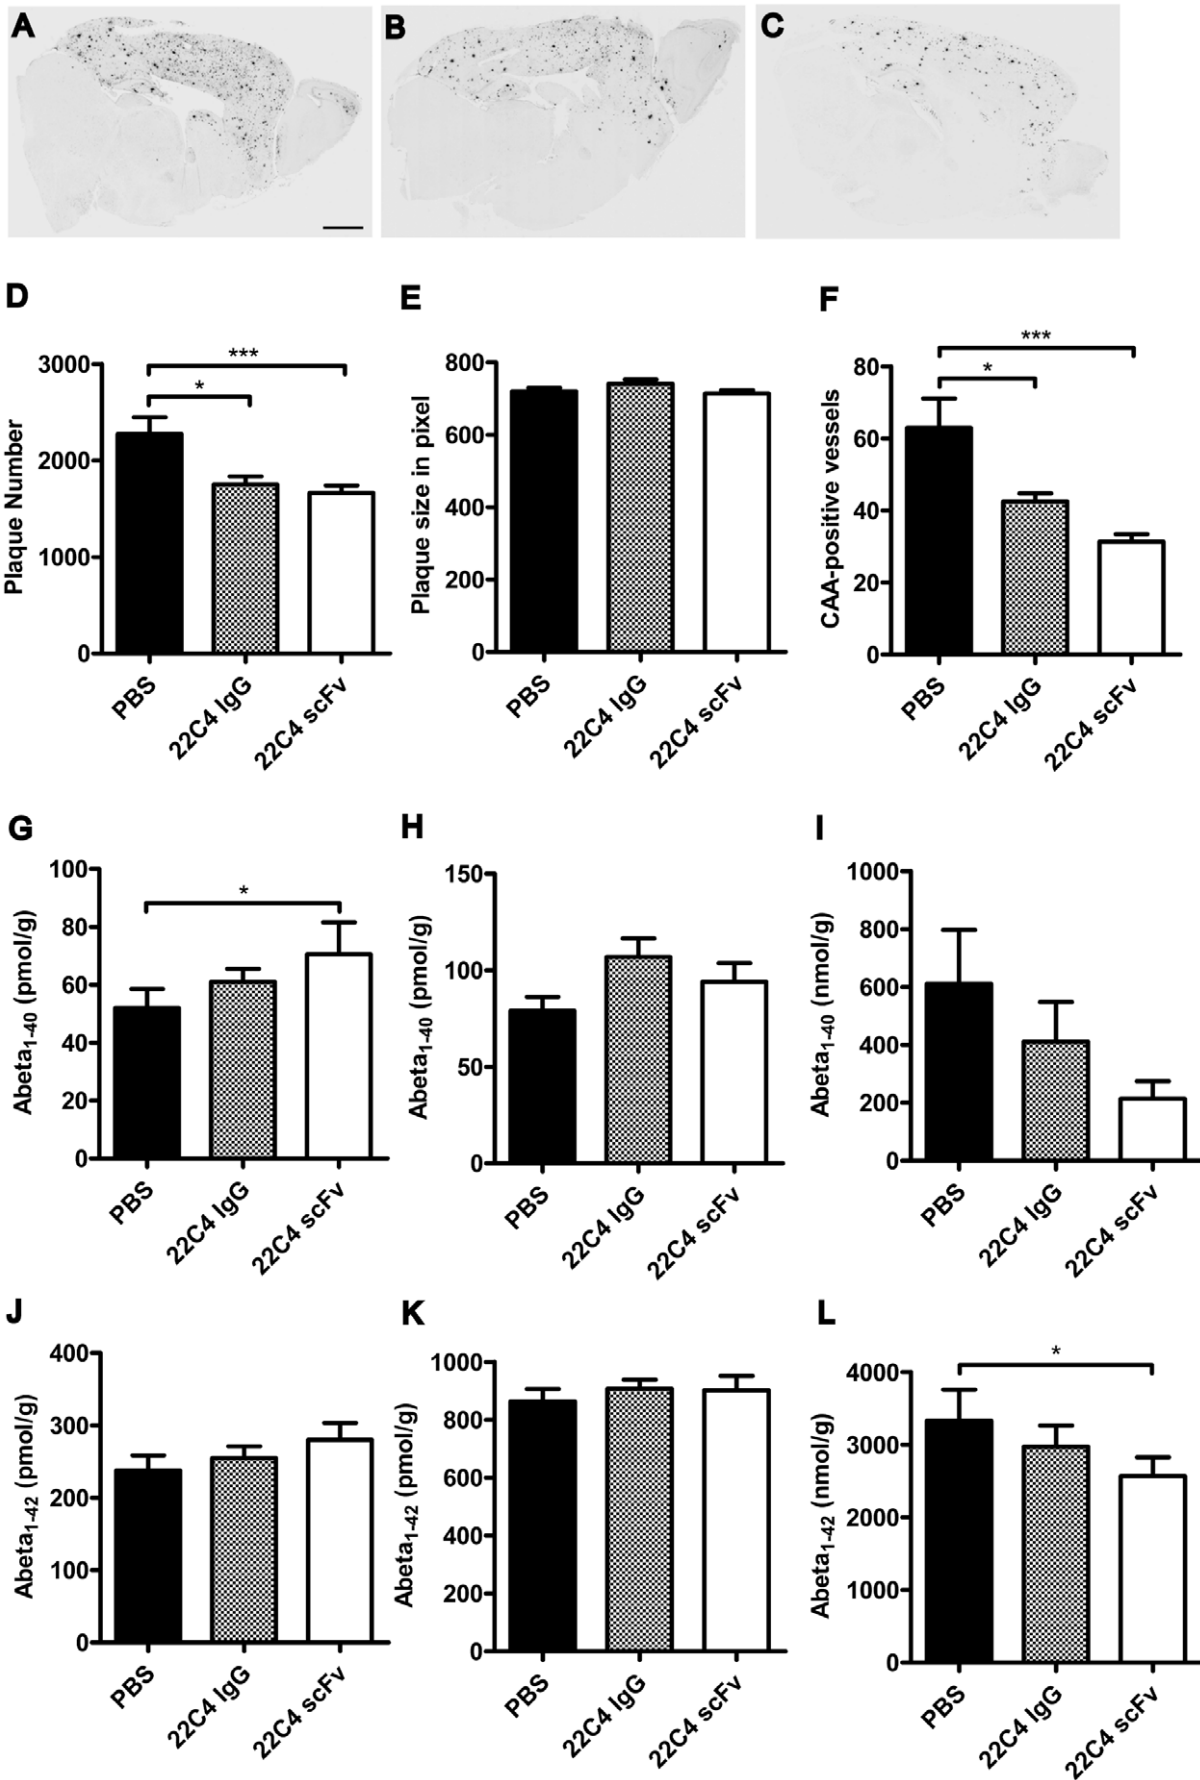 A
B
C
D
E
F
3000
2000
1000
0
Plaque Number
***
*
PBS
22C4 IgG
22C4 scFv
800
600
400
200
0
Plaque size in pixel
PBS
22C4 IgG
22C4 scFv
80
60
40
20
0
CAA-positive vessels
***
*
PBS
22C4 IgG
22C4 scFv
G
H
I
100
80
60
40
20
0
Abeta1-40 (pmol/g)
*
PBS
22C4 IgG
22C4 scFv
150
100
50
0
Abeta1-40 (pmol/g)
PBS
22C4 IgG
22C4 scFv
1000
800
600
400
200
0
Abeta1-40 (nmol/g)
PBS
22C4 IgG
22C4 scFv
J
K
L
400
300
200
100
0
Abeta1-42 (pmol/g)
PBS
22C4 IgG
22C4 scFv
1000
800
600
400
200
0
Abeta1-42 (pmol/g)
PBS
22C4 IgG
22C4 scFv
4000
3000
2000
1000
0
Abeta1-42 (nmol/g)
*
PBS
22C4 IgG
22C4 scFv